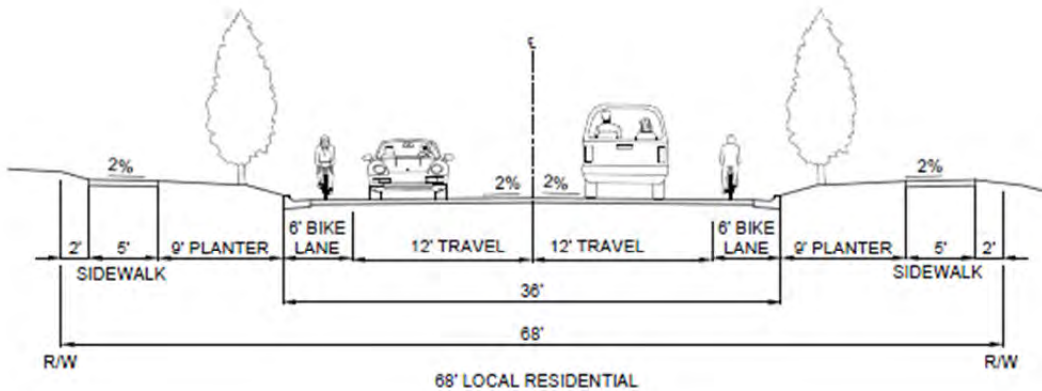 ℄
2%
2% 2%
2%
6' BIKE
LANE
6' BIKE
LANE
2' 5' 9' PLANTER 12' TRAVEL 12' TRAVEL 9' PLANTER 5' 2'
SIDEWALK SIDEWALK
36'
68'
R/W R/W
68' LOCAL RESIDENTIAL